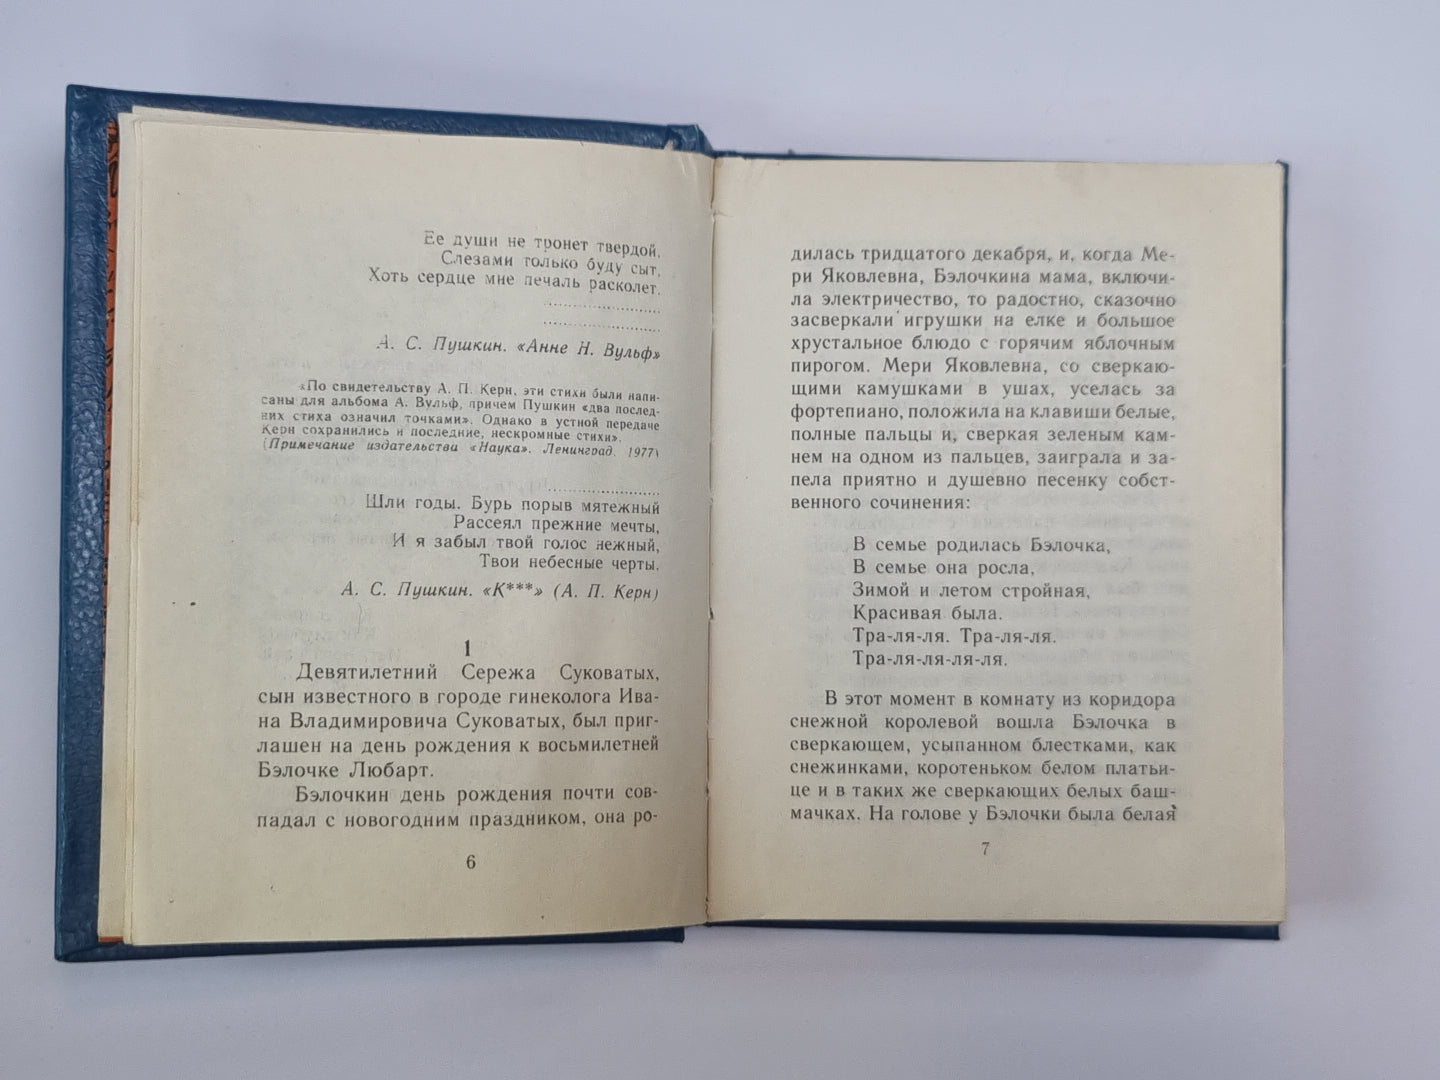 Ее души не тронет твердой,
Слезами только буду сыт,
Хоть сердце мне печаль расколет.
..........................
..........................
А. С. Пушкин. «Анне Н. Вульф»
«По свидетельству А. П. Керн, эти стихи были напи-
саны для альбома А. Вульф, причем Пушкин «два послед-
них стиха означил точками». Однако в устной передаче
Керн сохранились и последние, нескромные стихи».
(Примечание издательства «Наука». Ленинград, 1977)
..........................
Шли годы. Бурь порыв мятежный
Рассеял прежние мечты,
И я забыл твой голос нежный,
Твои небесные черты.
А. С. Пушкин. «К***» (А. П. Керн)
1
Девятилетний Сережа Суковатых,
сын известного в городе гинеколога Ива-
на Владимировича Суковатых, был приг-
лашен на день рождения к восьмилетней
Бэлочке Любарт.
Бэлочкин день рождения почти сов-
падал с новогодним праздником, она ро-
6
дилась тридцатого декабря, и, когда Ме-
ри Яковлевна, Бэлочкина мама, включи-
ла электричество, то радостно, сказочно
засверкали игрушки на елке и большое
хрустальное блюдо с горячим яблочным
пирогом. Мери Яковлевна, со сверкаю-
щими камушками в ушах, уселась за
фортепиано, положила на клавиши белые,
полные пальцы и, сверкая зеленым кам-
нем на одном из пальцев, заиграла и за-
пела приятно и душевно песенку собст-
венного сочинения:
В семье родилась Бэлочка,
В семье она росла,
Зимой и летом стройная,
Красивая была.
Тра-ля-ля. Тра-ля-ля.
Тра-ля-ля-ля-ля.
В этот момент в комнату из коридора
снежной королевой вошла Бэлочка в
сверкающем, усыпанном блестками, как
снежинками, коротеньком белом платьи-
це и в таких же сверкающих белых баш-
мачках. На голове у Бэлочки была белая
7